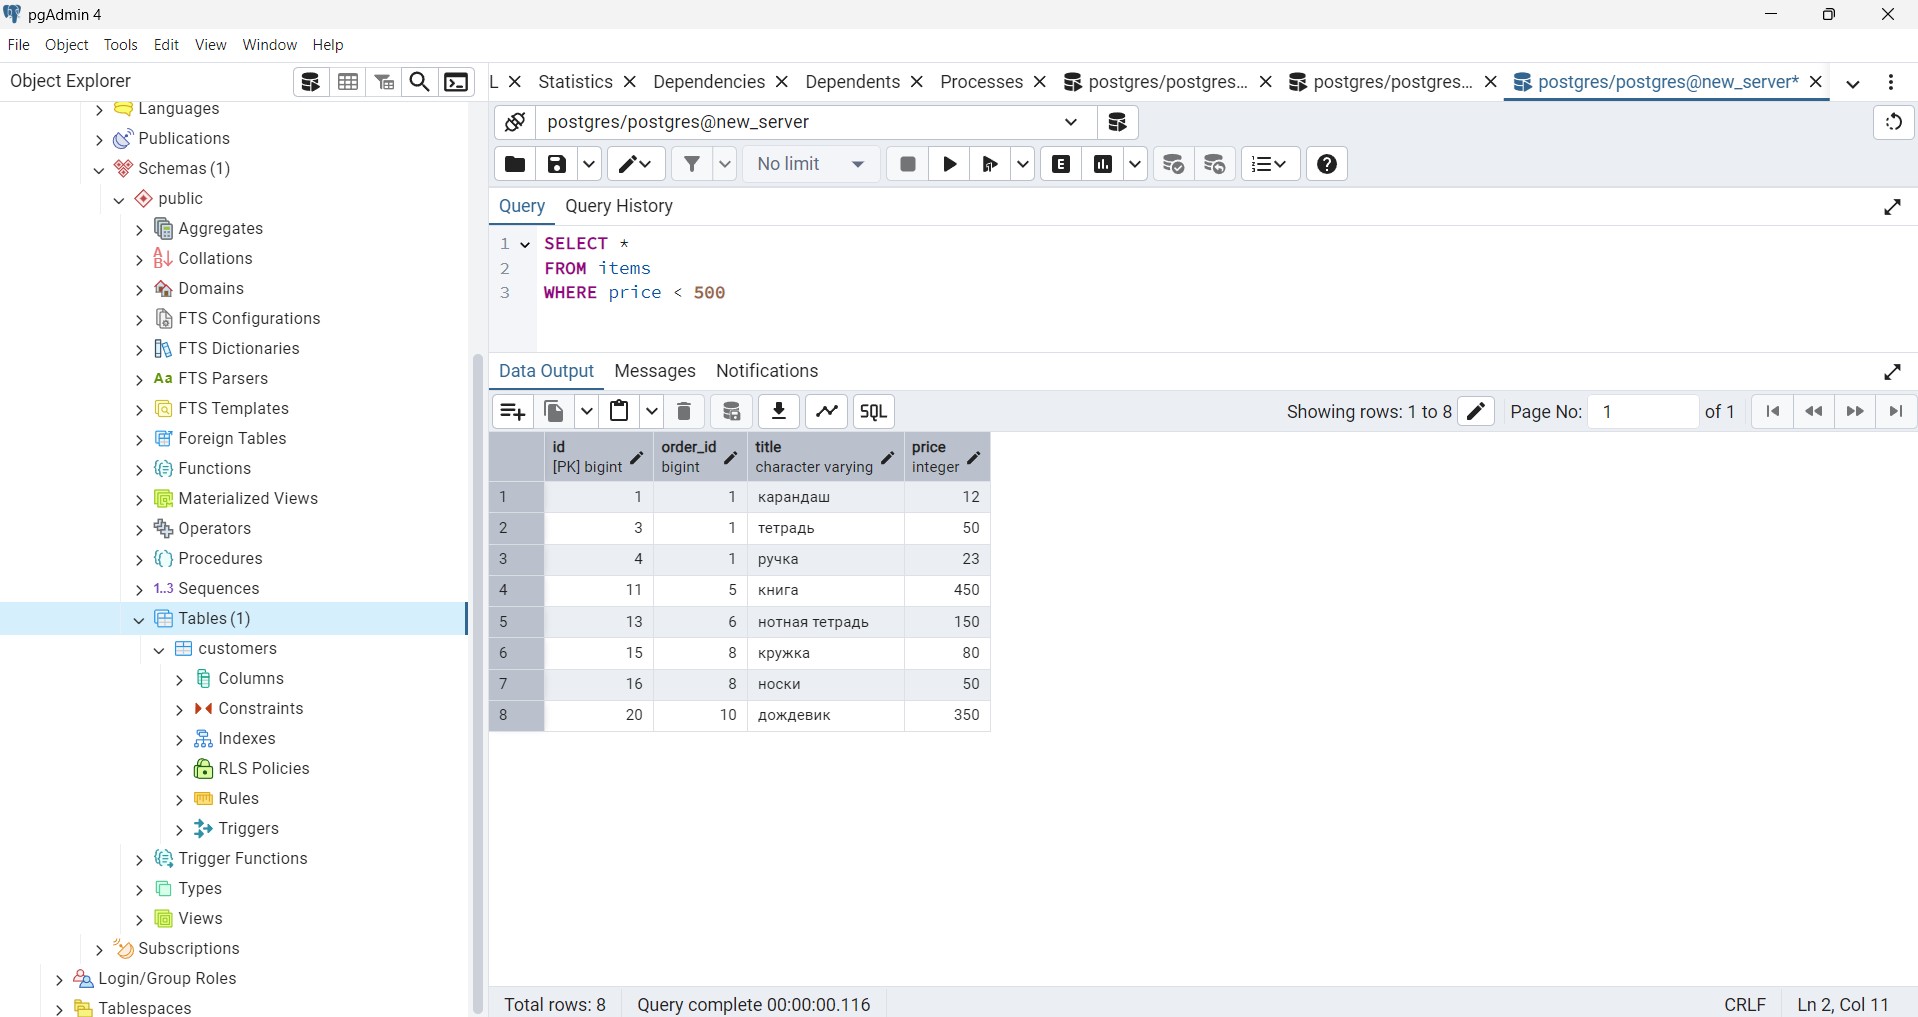 pgAdmin 4
File Object Tools Edit View Window Help
Object Explorer
L Statistics Dependencies Dependents Processes postgres/postgres... postgres/postgres... postgres/postgres@new_server*
Languages
Publications
Schemas (1)
public
Aggregates
Collations
Domains
FTS Configurations
FTS Dictionaries
Aa FTS Parsers
FTS Templates
Foreign Tables
Functions
Materialized Views
Operators
Procedures
1..3 Sequences
Tables (1)
customers
Columns
Constraints
Indexes
RLS Policies
Rules
Triggers
Trigger Functions
Types
Views
Subscriptions
Login/Group Roles
Tablespaces
postgres/postgres@new_server
No limit E
Query Query History
1 SELECT *
2 FROM items
3 WHERE price < 500
Data Output Messages Notifications
SQL Showing rows: 1 to 8 Page No: 1 of 1
id order_id title price
[PK] bigint bigint character varying integer
1 1 1 карандаш 12
2 3 1 тетрадь 50
3 4 1 ручка 23
4 11 5 книга 450
5 13 6 нотная тетрадь 150
6 15 8 кружка 80
7 16 8 носки 50
8 20 10 дождевик 350
Total rows: 8 Query complete 00:00:00.116 CRLF Ln 2, Col 11